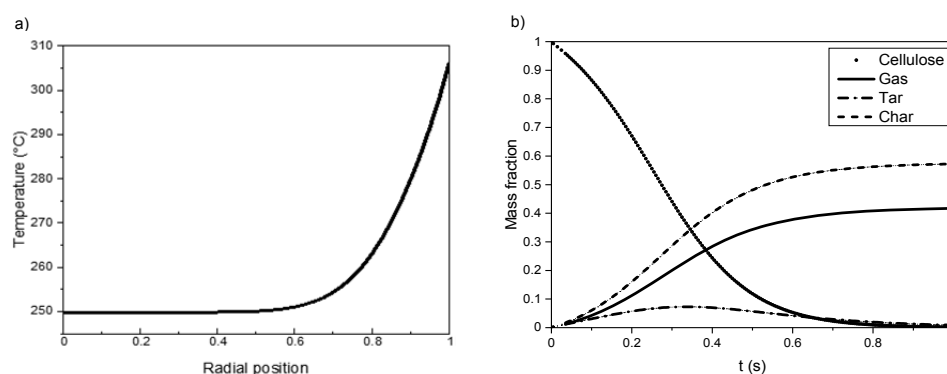 a)
310
300
290
280
270
260
250
Temperature (°C)
0
0.2
0.4
0.6
0.8
1
Radial position
b)
1
0.9
0.8
0.7
0.6
0.5
0.4
0.3
0.2
0.1
0
Mass fraction
Cellulose
Gas
Tar
Char
0
0.2
0.4
0.6
0.8
t (s)